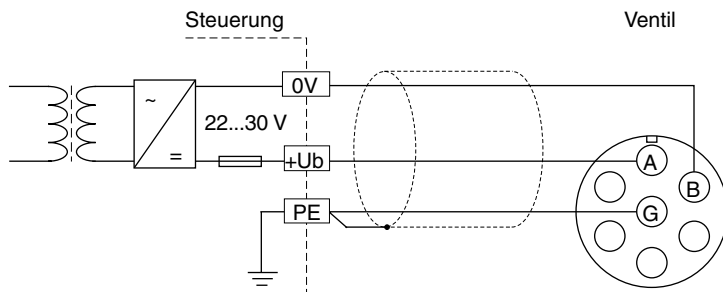 Steuerung
Ventil
0V
~
22...30 V
=
+Ub
A
B
PE
G